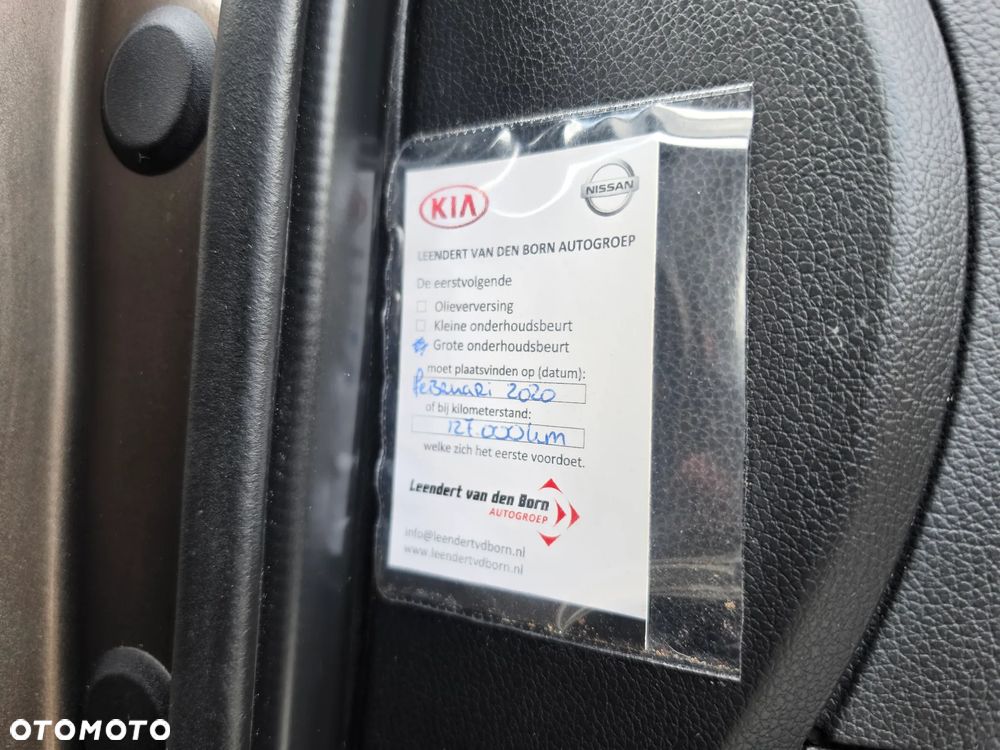 KIA
NISSAN
LEENDERT VAN DEN BORN AUTOGROEP
De eerstvolgende
Olieverversing
Kleine onderhoudsbeurt
Grote onderhoudsbeurt
moet plaatsvinden op (datum):
Februari 2020
of bij kilometerstand:
127.000km
welke zich het eerste voordoet.
Leendert van den Born
AUTOGROEP
info@leendertvdborn.nl
www.leendertvdborn.nl
OTOMOTO